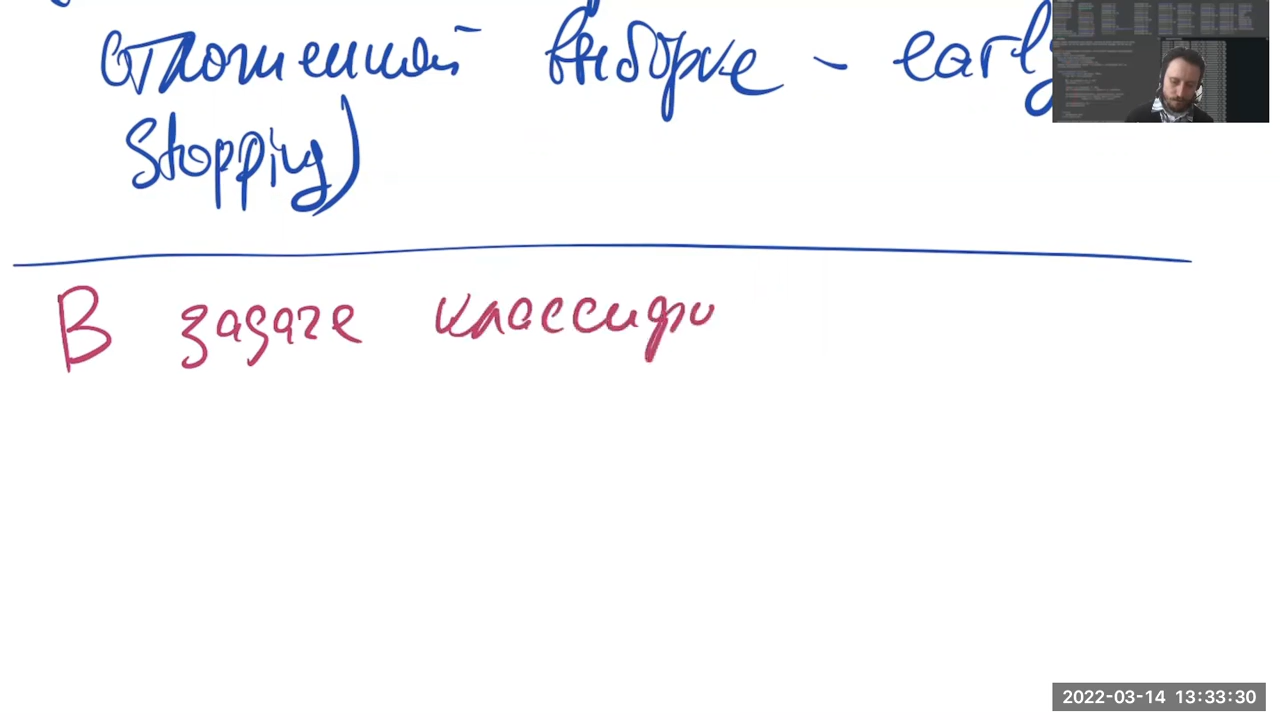 отложенной выборке - early
stopping)
В задаче классифи
2022-03-14 13:33:30